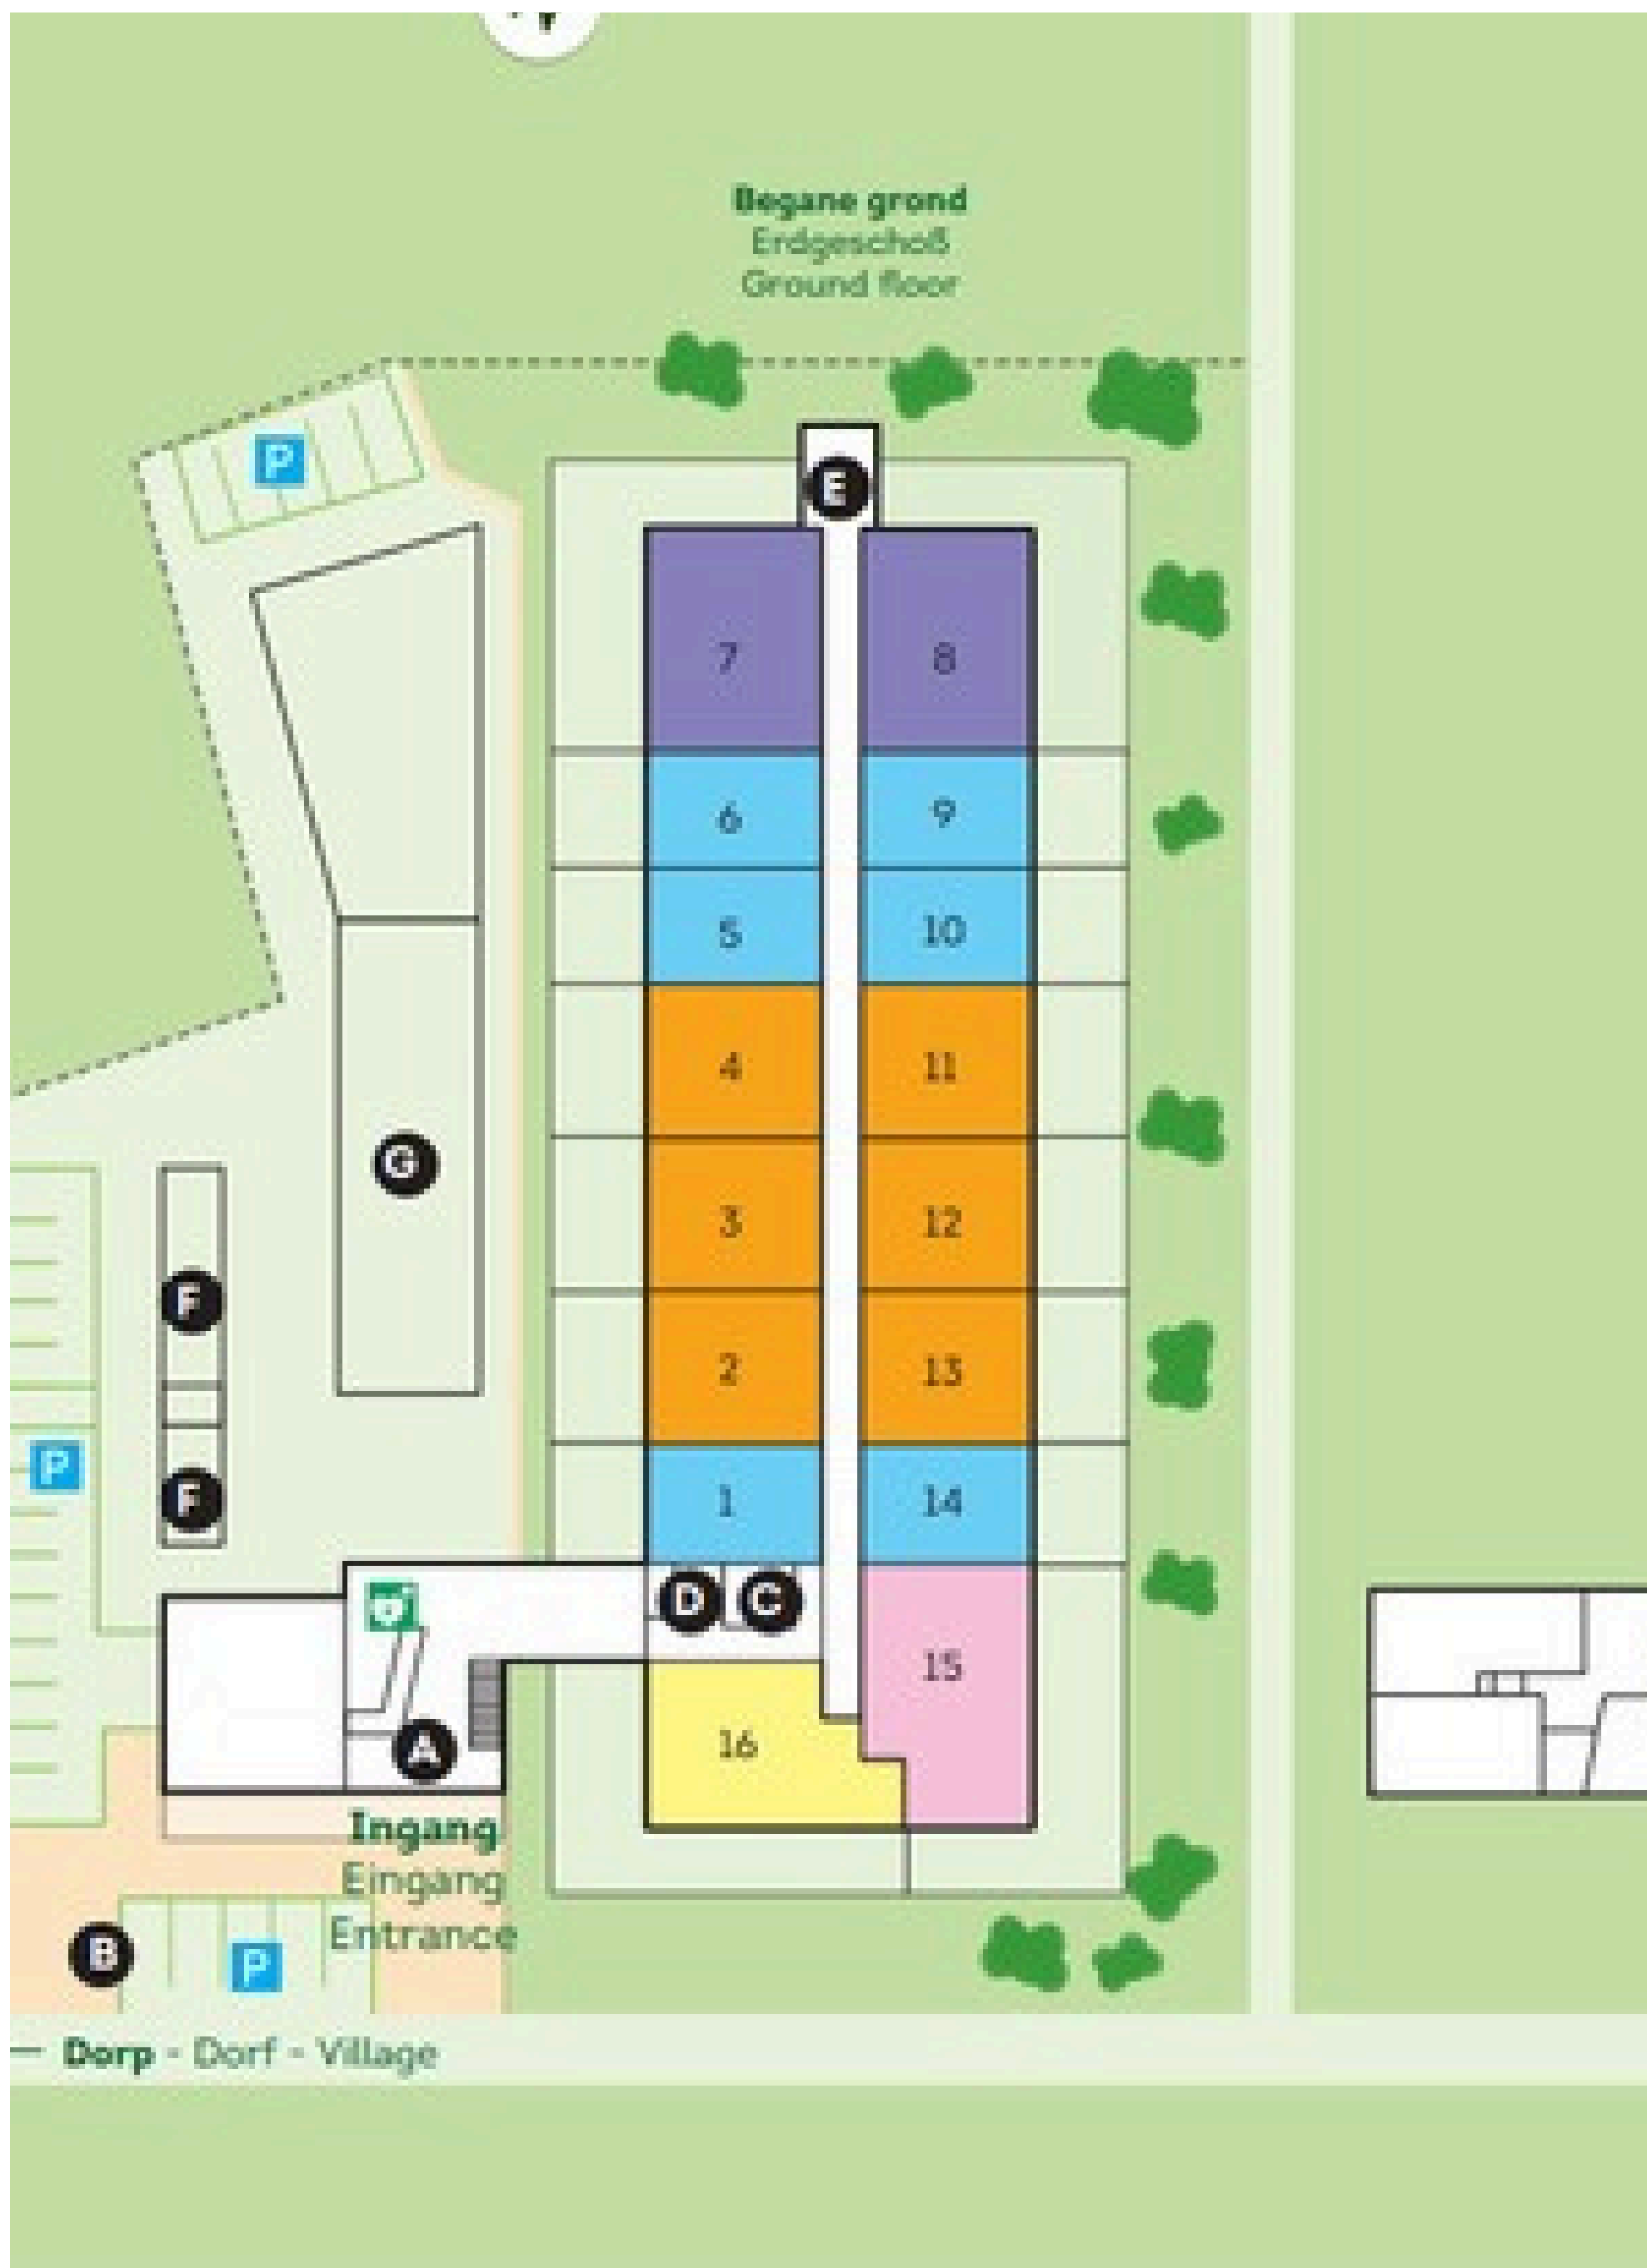 Begane grond
Erdgeschoß
Ground floor
P
E
7
8
6
9
5
10
4
11
G
3
12
F
2
13
P
F
1
14
D
C
15
16
A
Ingang
Eingang
Entrance
B
P
Dorp - Dorf - Village